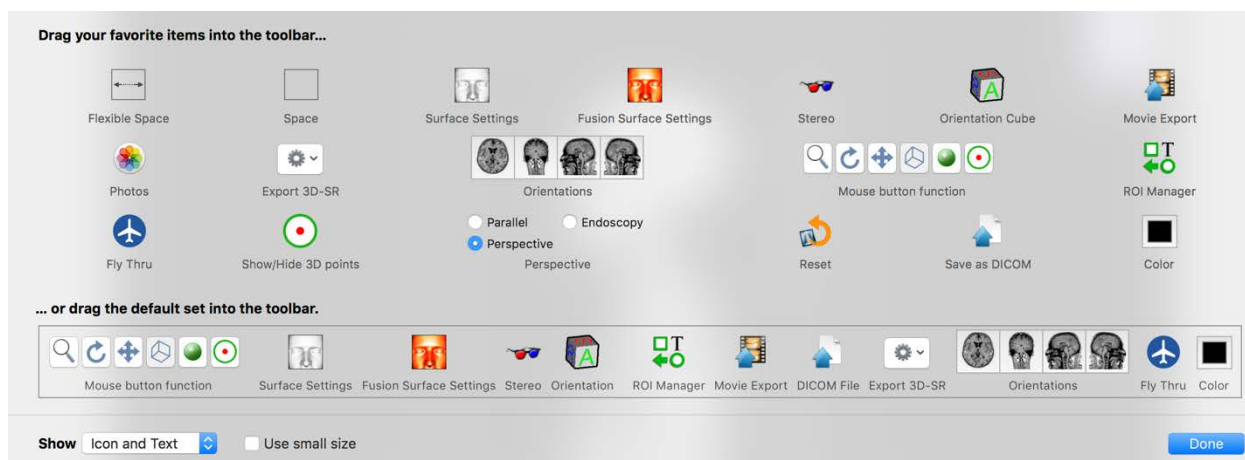 Drag your favorite items into the toolbar...
Flexible Space Space Surface Settings Fusion Surface Settings Stereo Orientation Cube Movie Export
Photos Export 3D-SR Orientations Mouse button function ROI Manager
Parallel Endoscopy
Perspective
Fly Thru Show/Hide 3D points Perspective Reset Save as DICOM Color
... or drag the default set into the toolbar.
Mouse button function Surface Settings Fusion Surface Settings Stereo Orientation ROI Manager Movie Export DICOM File Export 3D-SR Orientations Fly Thru Color
Show Icon and Text Use small size Done